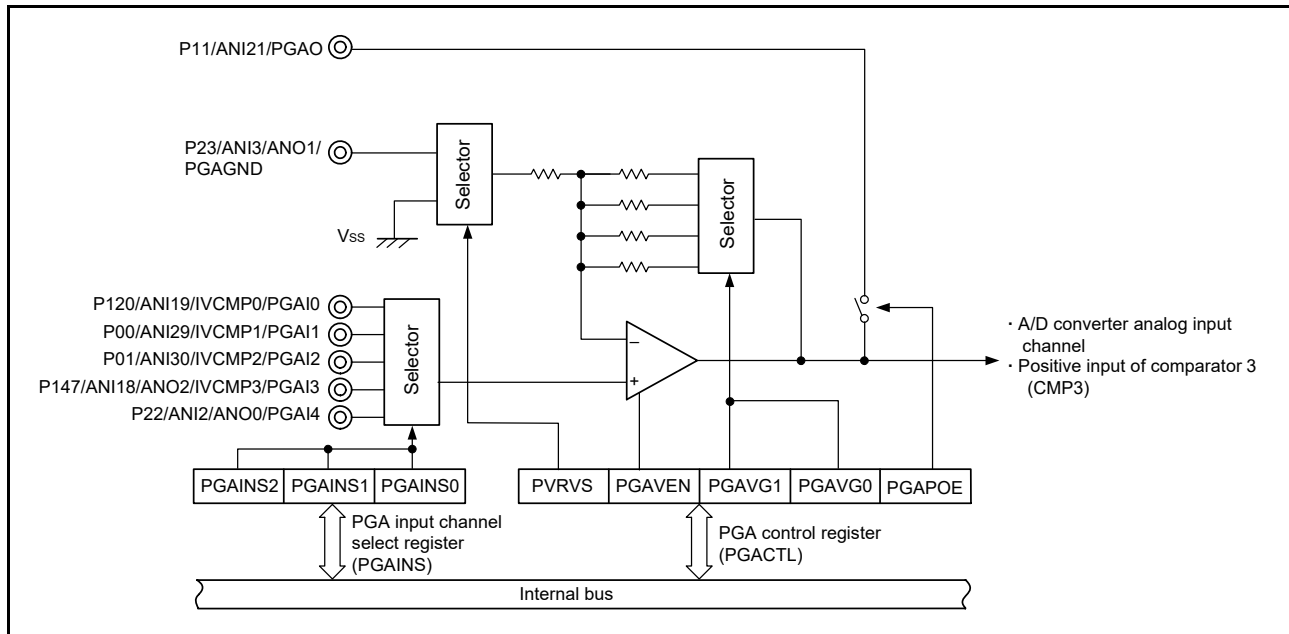 P11/ANI21/PGAO
P23/ANI3/ANO1/
PGAGND
Selector
Selector
VSS
P120/ANI19/IVCMP0/PGAI0
P00/ANI29/IVCMP1/PGAI1
P01/ANI30/IVCMP2/PGAI2
P147/ANI18/ANO2/IVCMP3/PGAI3
P22/ANI2/ANO0/PGAI4
Selector
−
+
· A/D converter analog input
channel
· Positive input of comparator 3
(CMP3)
PGAINS2 PGAINS1 PGAINS0
PVRVS PGAVEN PGAVG1 PGAVG0 PGAPOE
PGA input channel
select register
(PGAINS)
PGA control register
(PGACTL)
Internal bus